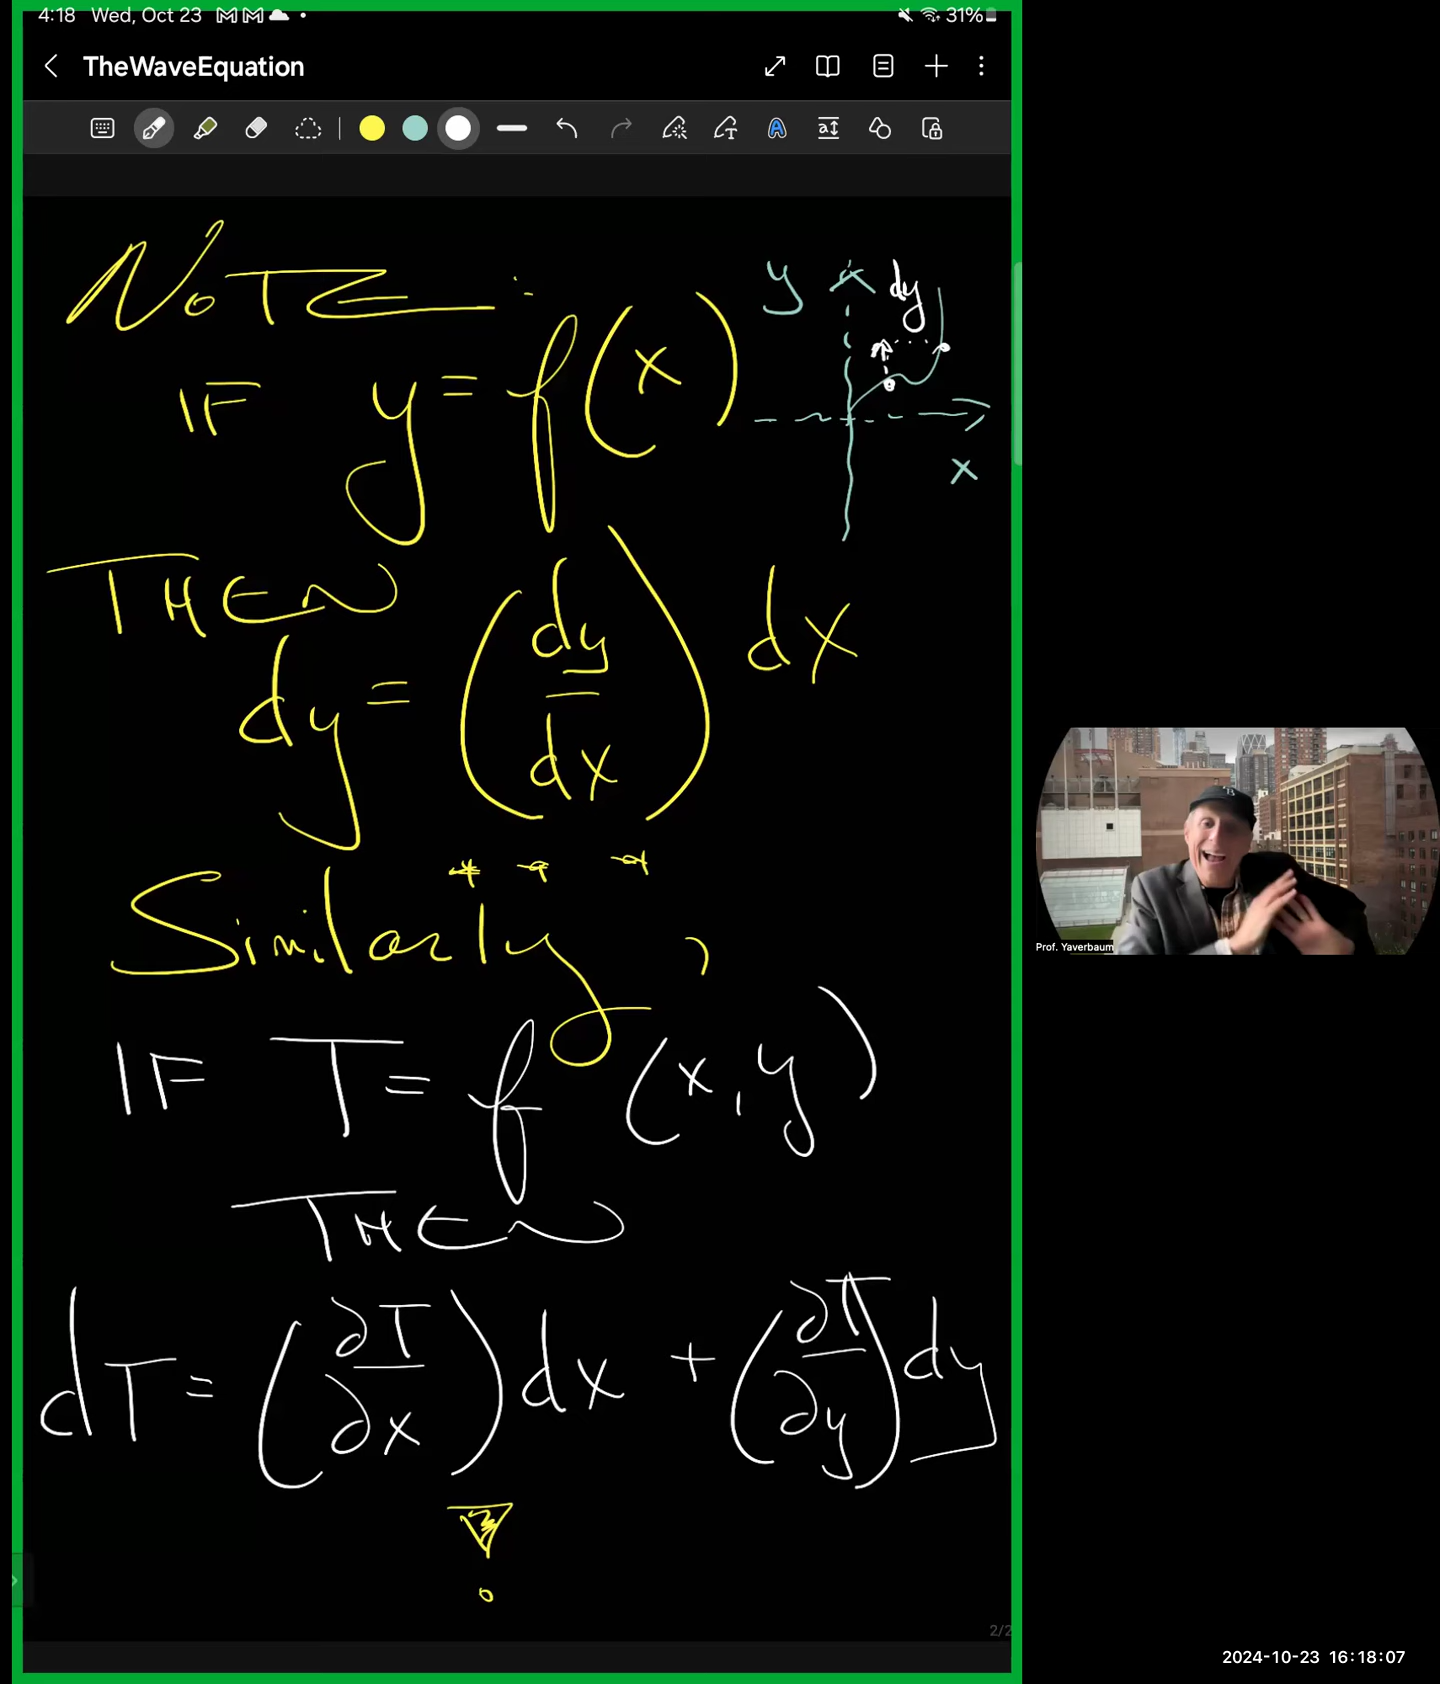 4:18 Wed, Oct 23 31%
TheWaveEquation
NOTE:
y dy
IF y = f(x)
x
THEN
dy = (dy/dx) dx
* * *
Similarly,
IF T = f(x,y)
THEN
dT = (∂T/∂x) dx + (∂T/∂y) dy
2/2
Prof. Yaverbaum
2024-10-23 16:18:07